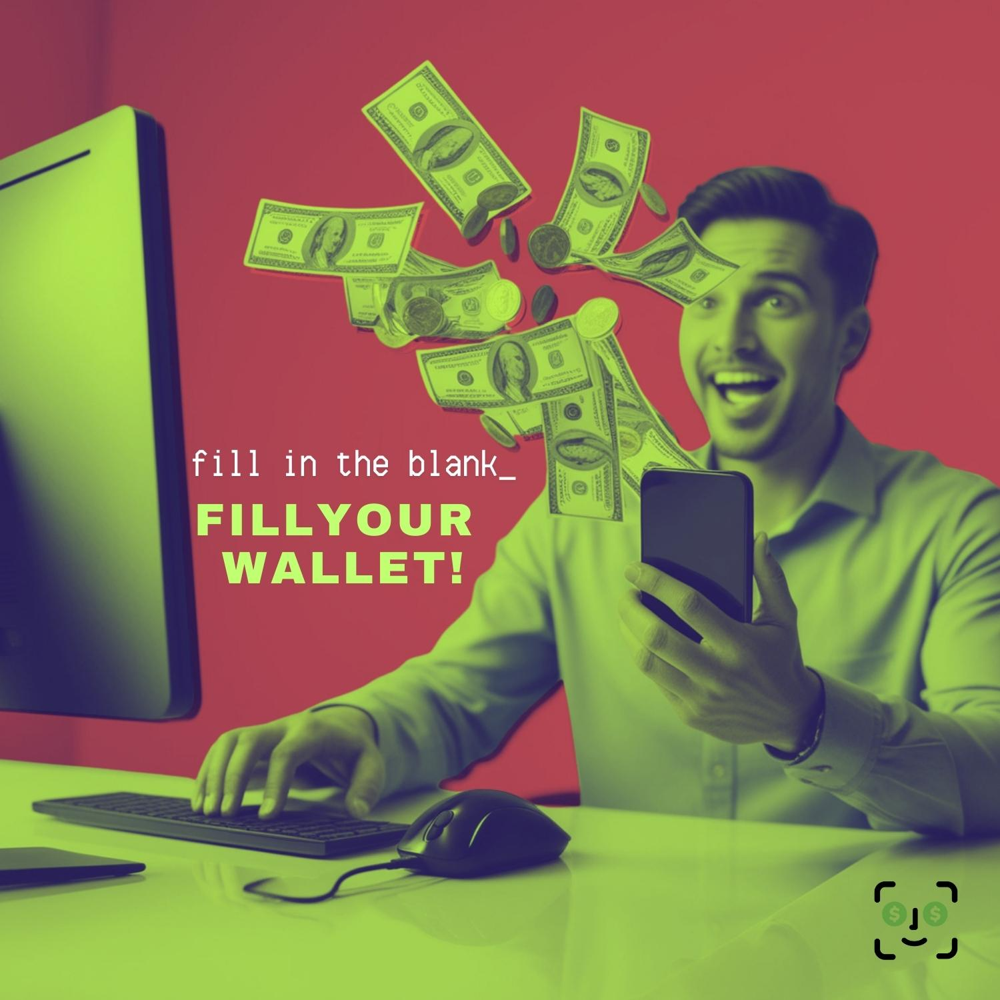 fill in the blank_
FILLYOUR
WALLET!
$ $